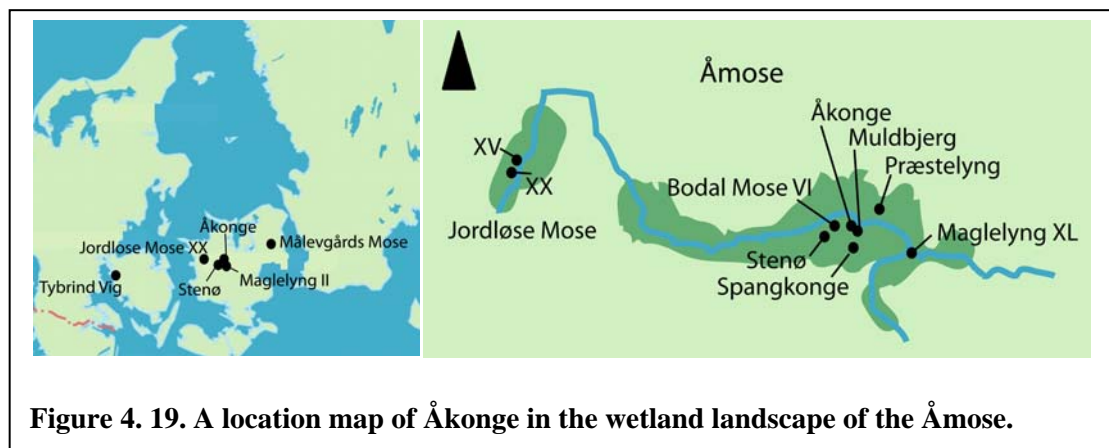 Åkonge
Jordlose Mose XX
Målevgårds Mose
Stenø
Maglelyng II
Tybrind Vig
Åmose
Åkonge
Muldbjerg
Præstelyng
XV
XX
Bodal Mose VI
Jordløse Mose
Stenø
Maglelyng XL
Spangkonge
Figure 4. 19. A location map of Åkonge in the wetland landscape of the Åmose.